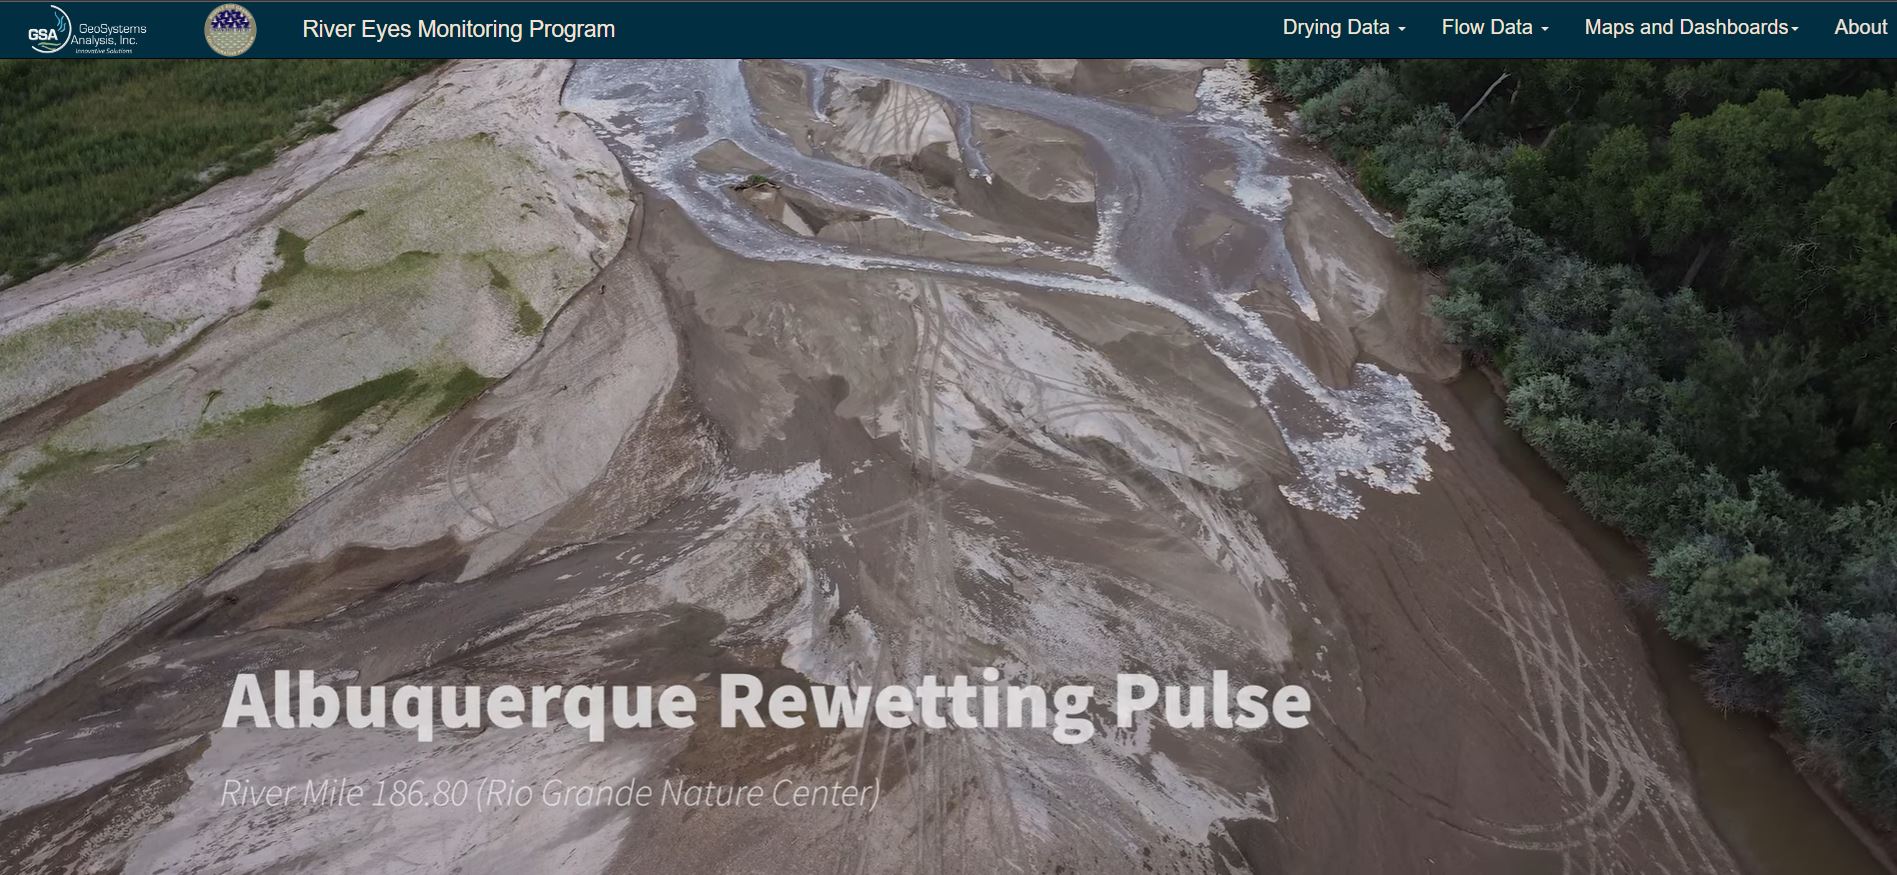 GSA
GeoSystems
Analysis, Inc.
Innovative Solutions
River Eyes Monitoring Program
Drying Data
Flow Data
Maps and Dashboards
About
Albuquerque Rewetting Pulse
River Mile 186.80 (Rio Grande Nature Center)